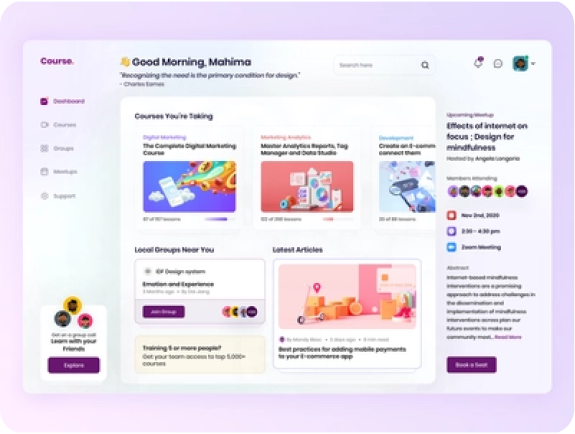 Course.
Dashboard
Courses
Groups
Meetups
Support
Get on a group call
Learn with your
Friends
Explore
👋 Good Morning, Mahima
"Recognizing the need is the primary condition for design."
- Charles Eames
Search here
Courses You're Taking
Digital Marketing
The Complete Digital Marketing
Course
87 of 157 lessons
Marketing Analytics
Master Analytics Reports, Tag
Manager and Data Studio
122 of 298 lessons
Development
Create an E-comm
connect them
20 of 88 lessons
Local Groups Near You
IDF Design system
Emotion and Experience
2 Months ago • By
Join Group
Training 5 or more people?
Get your team access to top 5,000+
courses
Latest Articles
By Mandy • 5 days ago • 8 min read
Best practices for adding mobile payments
to your E-commerce app
Upcoming Meetup
Effects of internet on
focus ; Design for
mindfulness
Hosted by Angela Longoria
Members Attending
Nov 2nd, 2020
2:30 - 4:30 pm
Zoom Meeting
Abstract
Internet-based mindfulness
interventions are a promising
approach to address challenges in
the dissemination and
implementation of mindfulness
interventions across plan our
future events to make our
community meet... Read More
Book a Seat